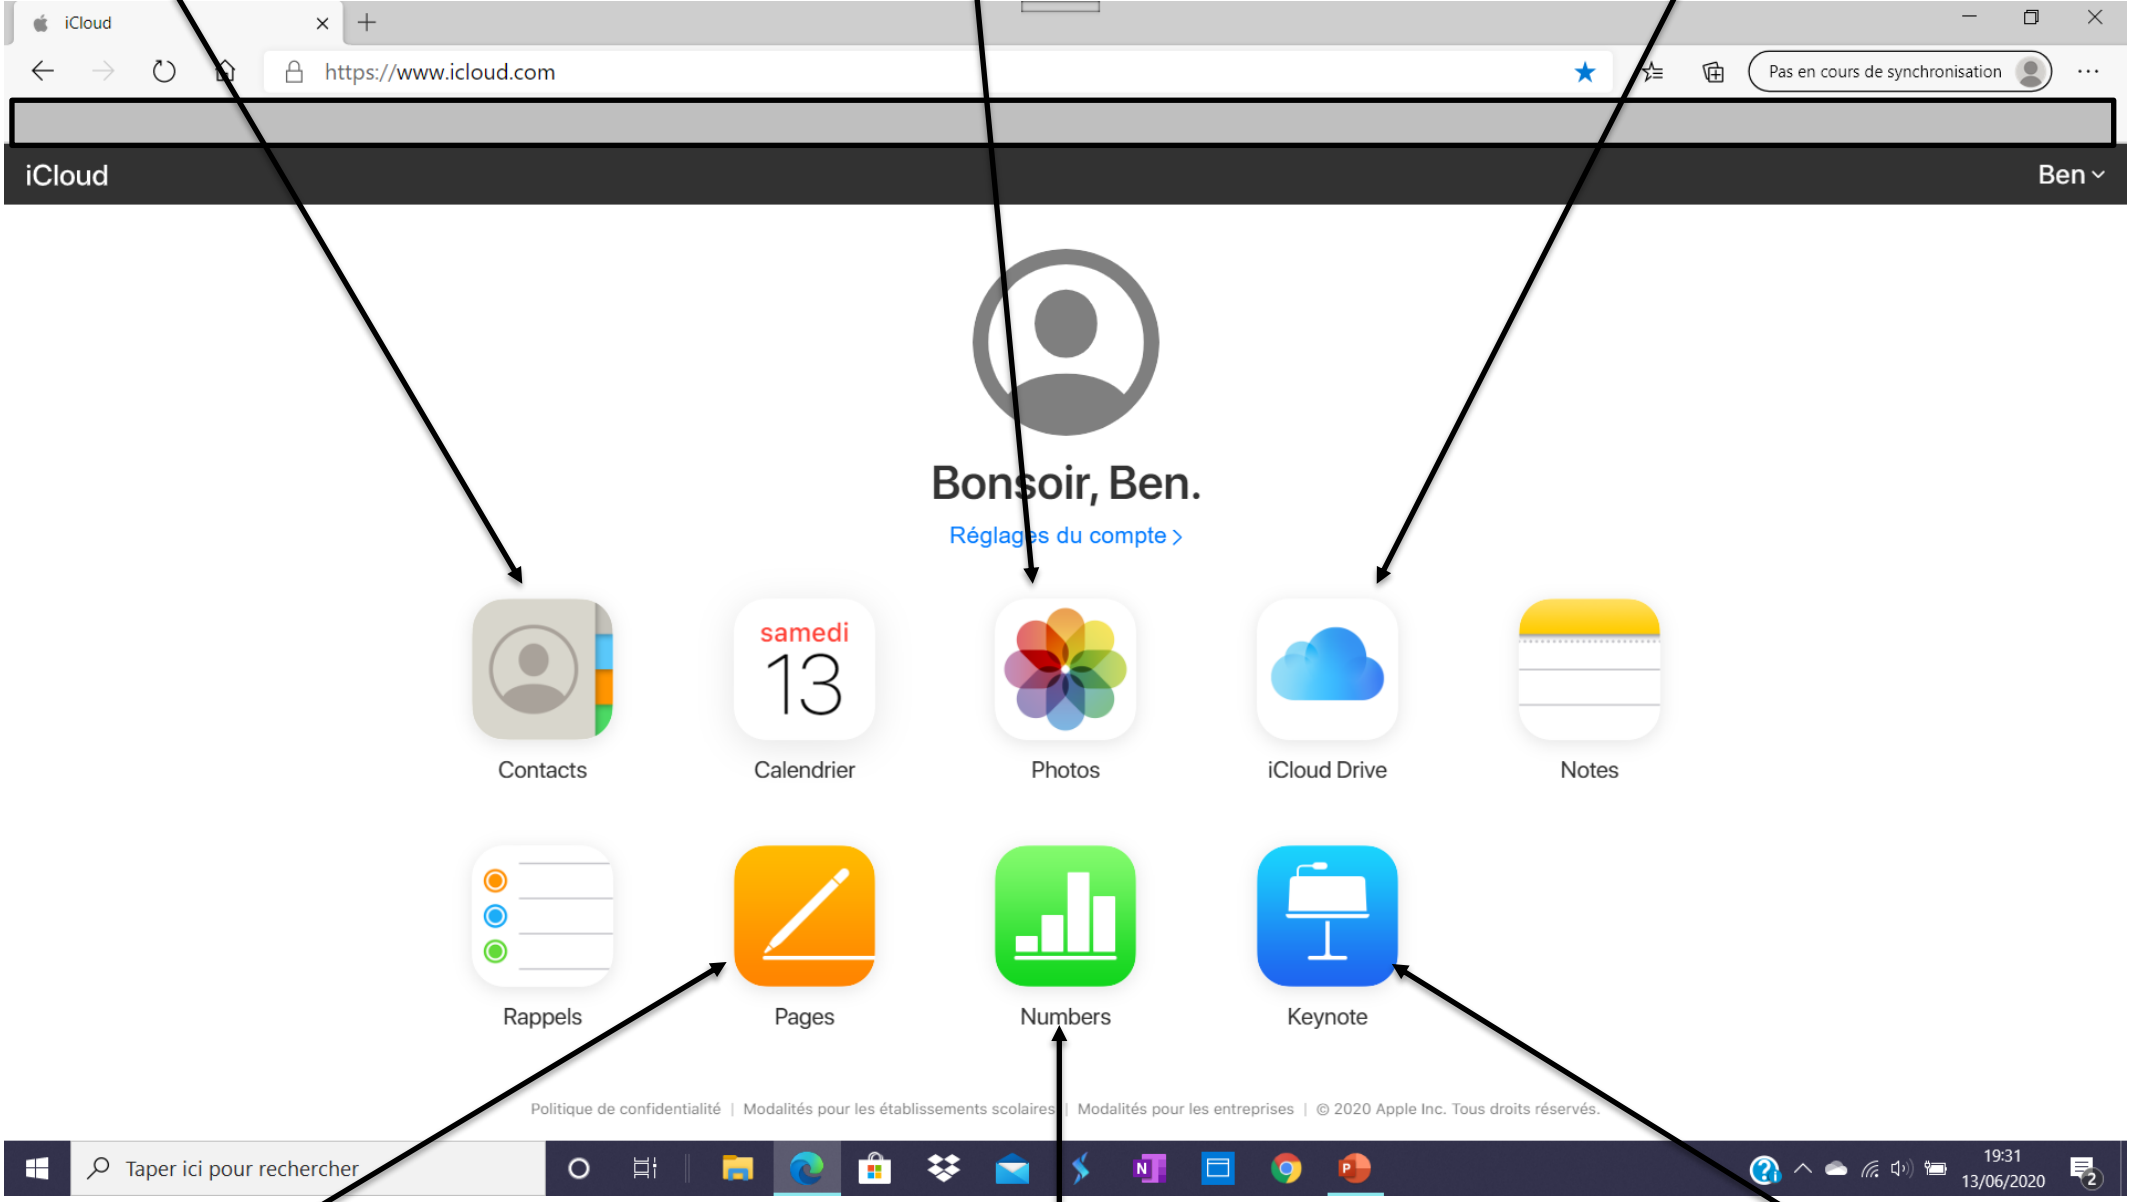 iCloud
https://www.icloud.com
Pas en cours de synchronisation
iCloud
Ben
Bonsoir, Ben.
Réglages du compte
samedi
13
Contacts
Calendrier
Photos
iCloud Drive
Notes
Rappels
Pages
Numbers
Keynote
Politique de confidentialité | Modalités pour les établissements scolaires | Modalités pour les entreprises | © 2020 Apple Inc. Tous droits réservés.
Taper ici pour rechercher
N
P
19:31
13/06/2020
2